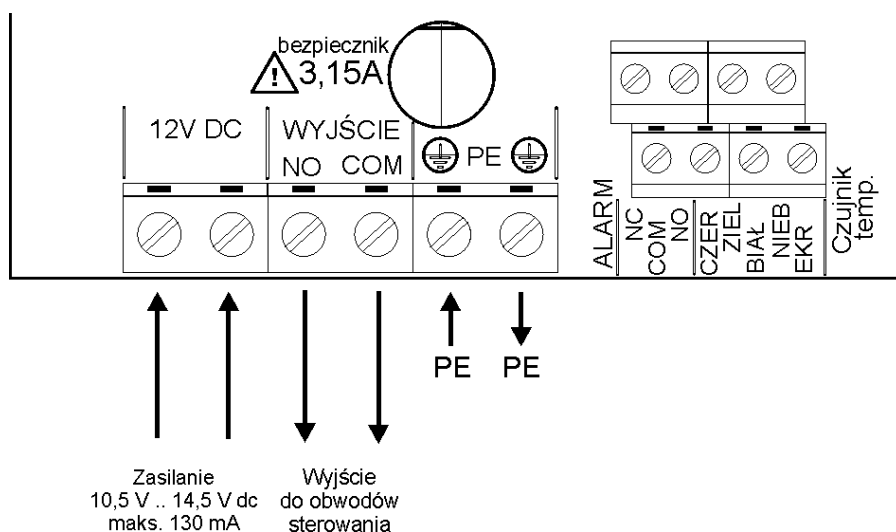 bezpiecznik
3,15A
12V DC
WYJŚCIE
NO
COM
PE
ALARM
NC
COM
NO
CZER
ZIEL
BIAŁ
NIEB
EKR
Czujnik
temp.
PE
PE
Zasilanie
10,5 V .. 14,5 V dc
maks. 130 mA
Wyjście
do obwodów
sterowania